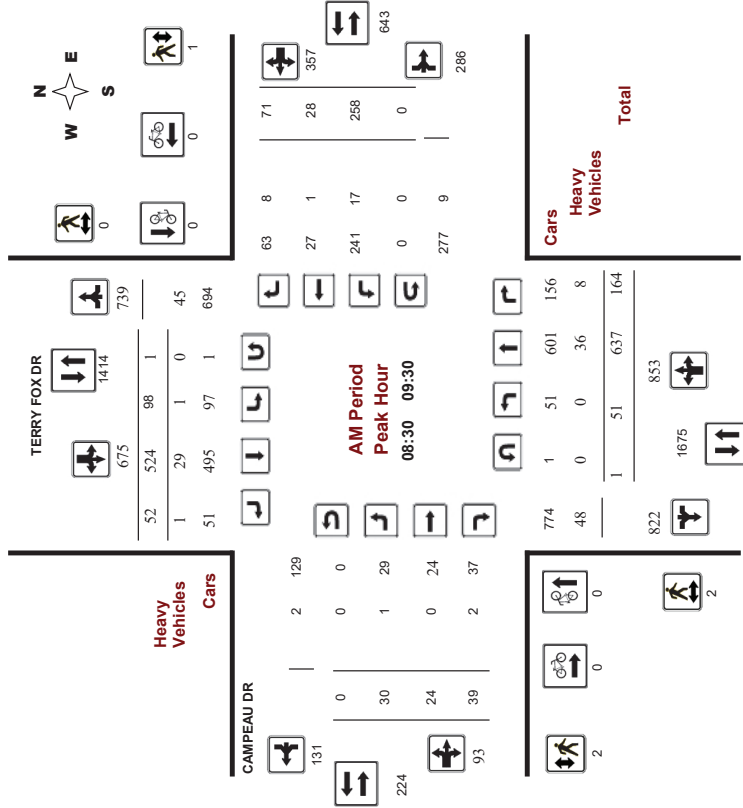 N
W E
S
1
0
0
0
643
357
286
TERRY FOX DR
739
1414
675
52 524 98 1
1 29 1 0 45
51 495 97 1 694
Heavy
Vehicles
Cars
63 8 71
27 1 28
241 17 258
0 0 0
277 9
AM Period
Peak Hour
08:30 09:30
Cars
Heavy
Vehicles
Total
774 1 51 601 156
48 0 0 36 8
1 51 637 164
822
853
1675
CAMPEAU DR
2 129
0 0 0
30 1 29
24 0 24
39 2 37
131
224
93
0
0
2
2